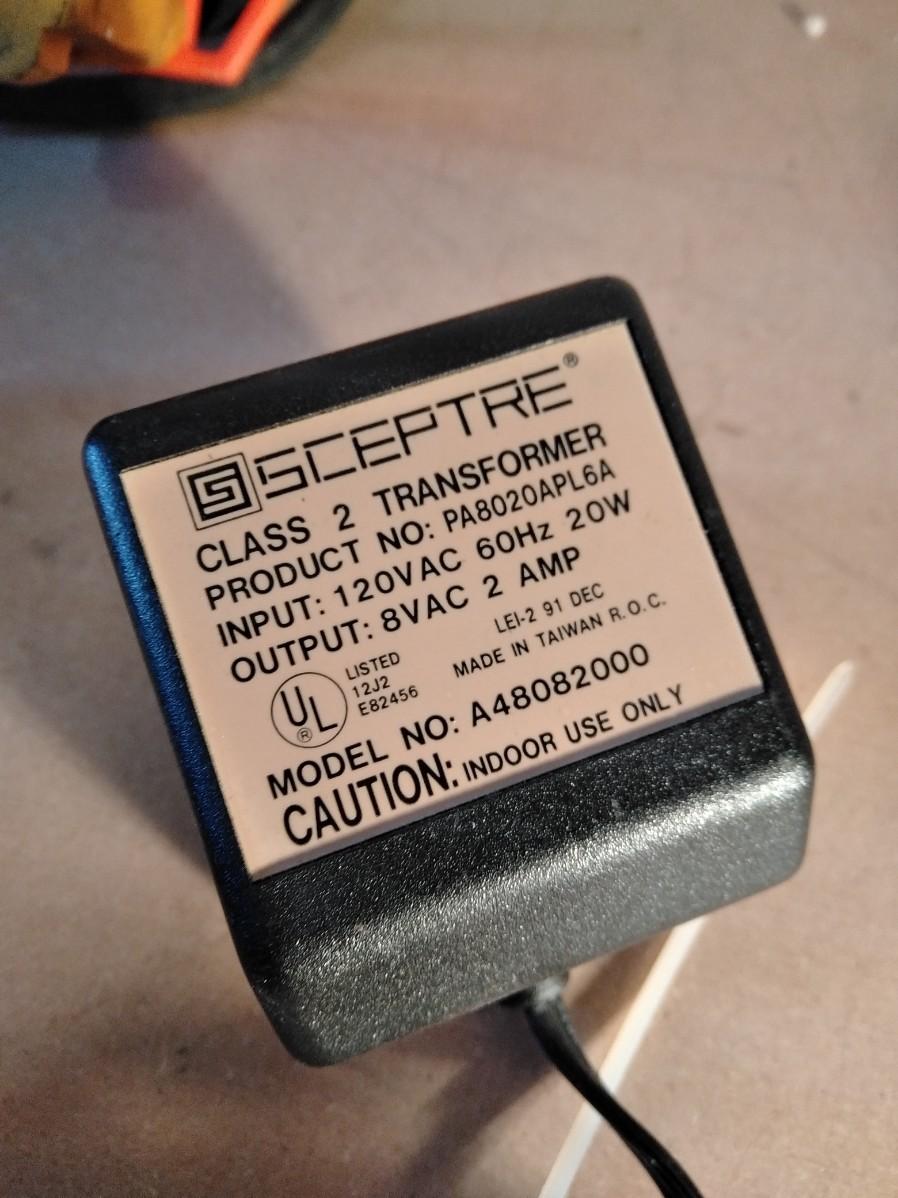 SCEPTRE®
CLASS 2 TRANSFORMER
PRODUCT NO: PA8020APL6A
INPUT: 120VAC 60Hz 20W
OUTPUT: 8VAC 2 AMP
UL ®
LISTED
12J2
E82456
LEI-2 91 DEC
MADE IN TAIWAN R.O.C.
MODEL NO: A48082000
CAUTION: INDOOR USE ONLY